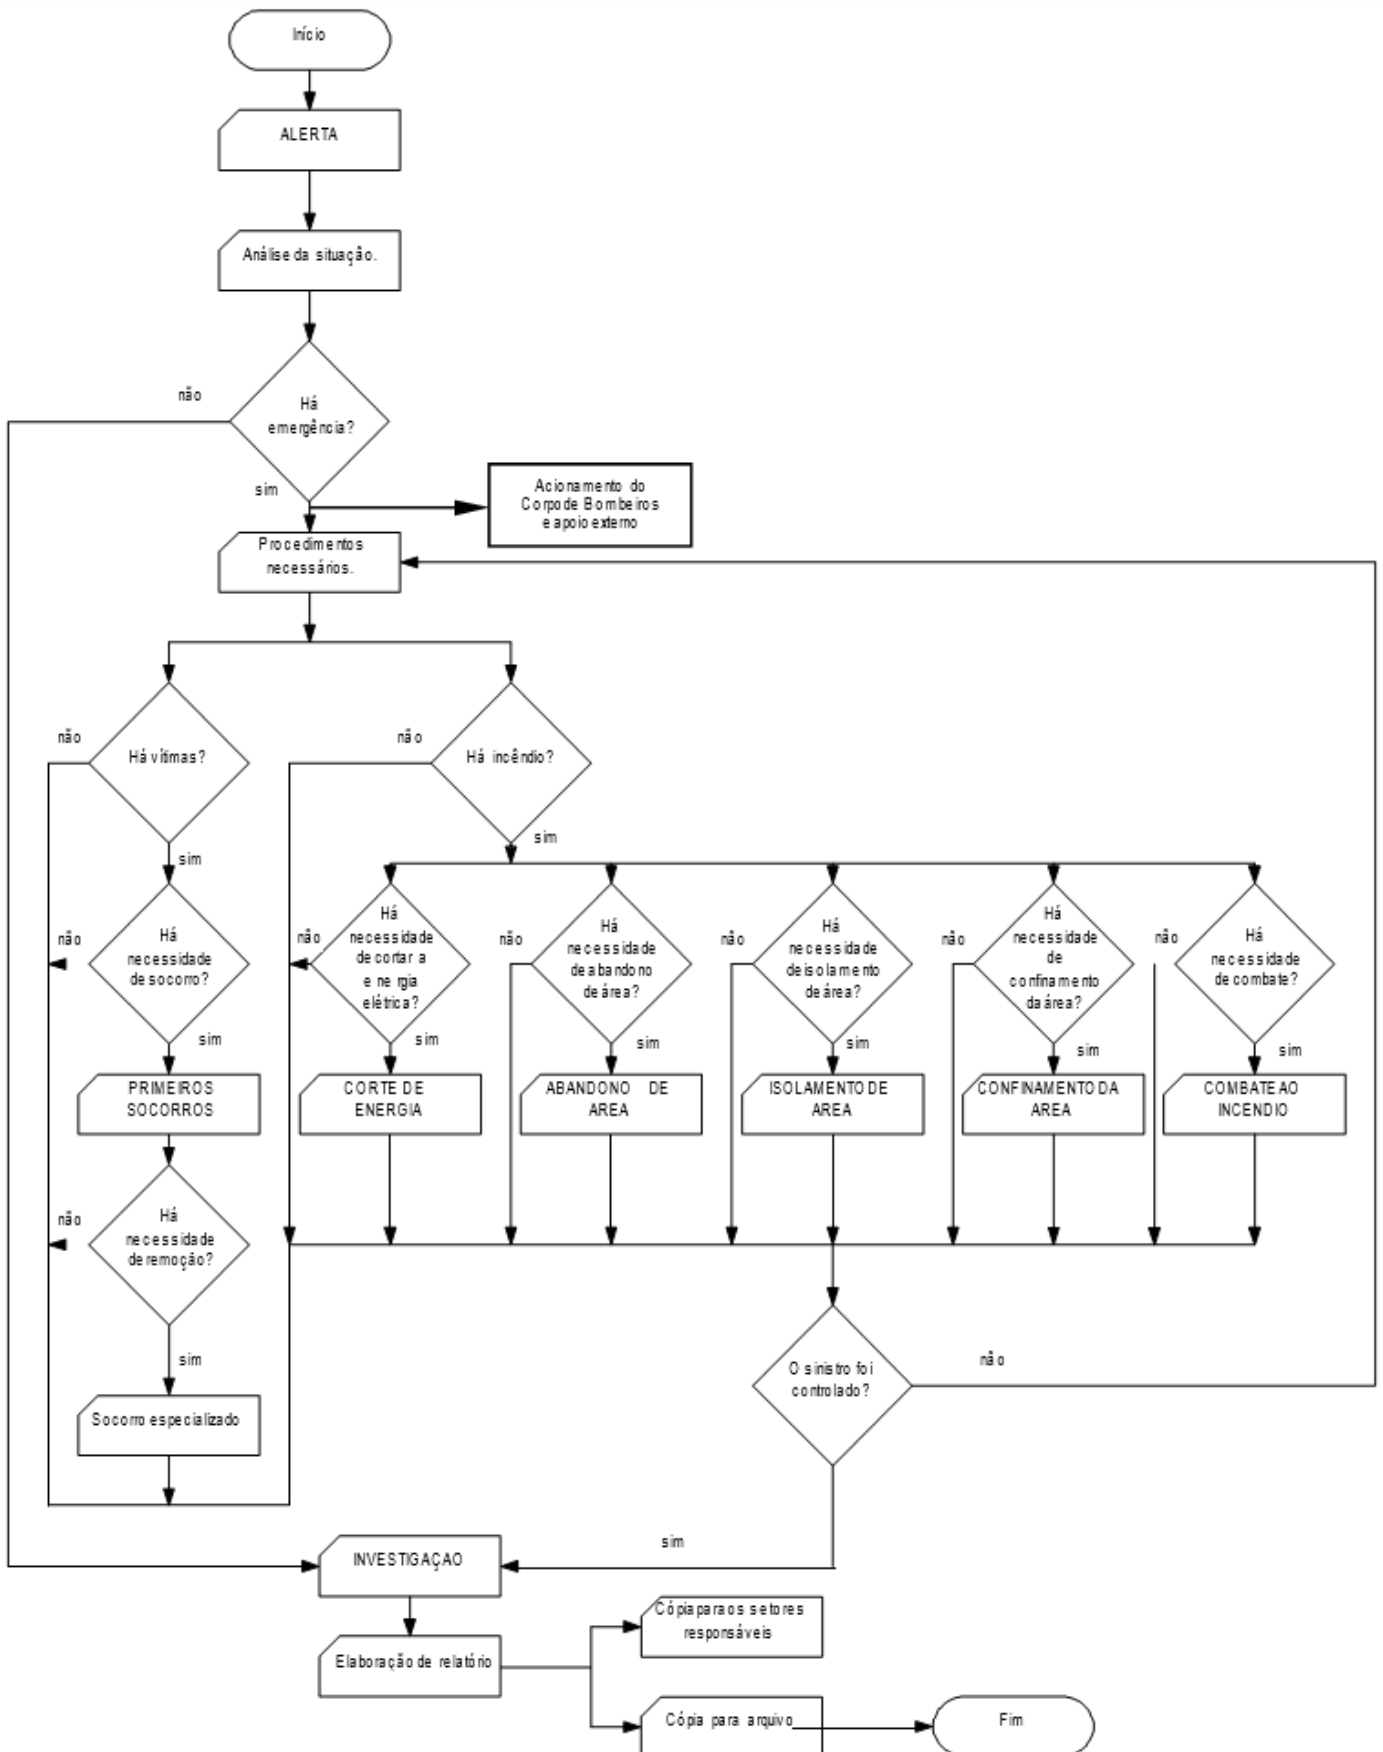 Início
ALERTA
Análise da situação.
não
Há
emergência?
sim
Acionamento do
Corpo de Bombeiros
e apoio externo
Procedimentos
necessários.
não
Há vítimas?
não
Há incêndio?
sim
sim
não
Há
necessidade
de socorro?
não
Há
necessidade
de cortar a
energia
elétrica?
não
Há
necessidade
de abandono
de área?
não
Há
necessidade
de isolamento
de área?
não
Há
necessidade
de
confinamento
da área?
não
Há
necessidade
de combate?
sim
sim
sim
sim
sim
sim
PRIMEIROS
SOCORROS
CORTE DE
ENERGIA
ABANDONO DE
AREA
ISOLAMENTO DE
AREA
CONFINAMENTO DA
AREA
COMBATE AO
INCENDIO
não
Há
necessidade
de remoção?
sim
O sinistro foi
controlado?
não
Socorro especializado
INVESTIGAÇAO
sim
Cópia para os setores
responsáveis
Elaboração de relatório
Cópia para arquivo
Fim